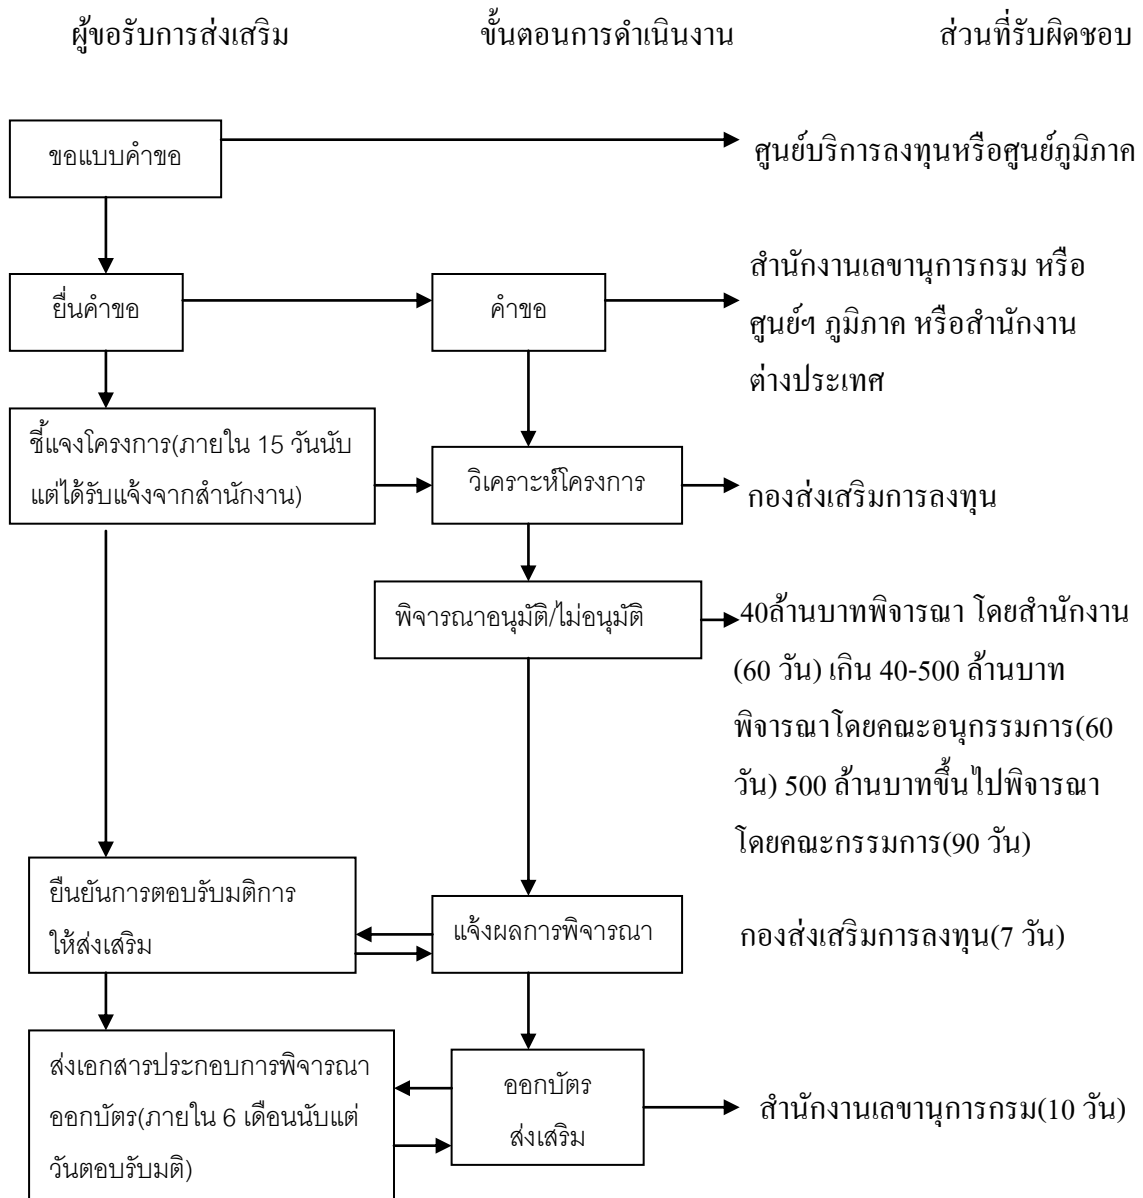 ผู้ขอรับการส่งเสริม
ขั้นตอนการดำเนินงาน
ส่วนที่รับผิดชอบ
ขอแบบคำขอ
ศูนย์บริการลงทุนหรือศูนย์ภูมิภาค
ยื่นคำขอ
คำขอ
สำนักงานเลขานุการกรม หรือ
ศูนย์ฯ ภูมิภาค หรือสำนักงาน
ต่างประเทศ
ชี้แจงโครงการ(ภายใน 15 วันนับ
แต่ได้รับแจ้งจากสำนักงาน)
วิเคราะห์โครงการ
กองส่งเสริมการลงทุน
พิจารณาอนุมัติ/ไม่อนุมัติ
40ล้านบาทพิจารณา โดยสำนักงาน
(60 วัน) เกิน 40-500 ล้านบาท
พิจารณาโดยคณะอนุกรรมการ(60
วัน) 500 ล้านบาทขึ้นไปพิจารณา
โดยคณะกรรมการ(90 วัน)
ยืนยันการตอบรับมติการ
ให้ส่งเสริม
แจ้งผลการพิจารณา
กองส่งเสริมการลงทุน(7 วัน)
ส่งเอกสารประกอบการพิจารณา
ออกบัตร(ภายใน 6 เดือนนับแต่
วันตอบรับมติ)
ออกบัตร
ส่งเสริม
สำนักงานเลขานุการกรม(10 วัน)